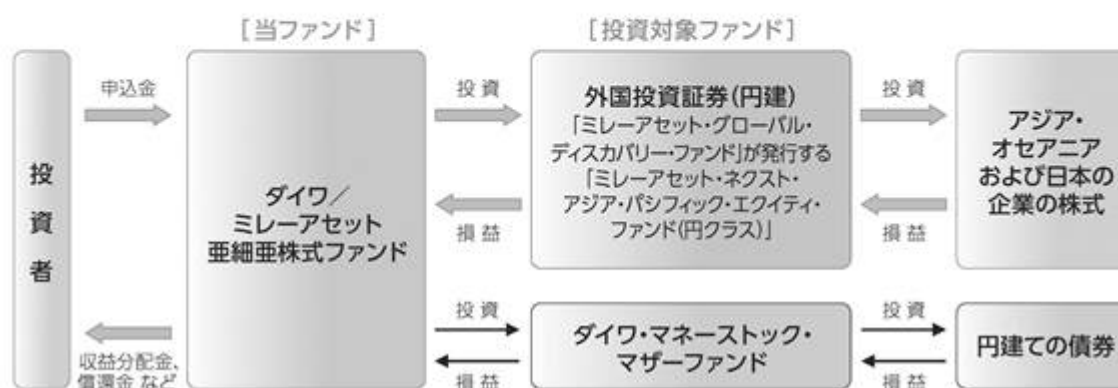 [当ファンド]
[投資対象ファンド]
投資者
申込金
収益分配金、
償還金 など
ダイワ／
ミレーアセット
亜細亜株式ファンド
投 資
損 益
外国投資証券(円建)
「ミレーアセット・グローバル・
ディスカバリー・ファンド」が発行する
「ミレーアセット・ネクスト・
アジア・パシフィック・エクイティ・
ファンド(円クラス)」
投 資
損 益
アジア・
オセアニア
および日本の
企業の株式
投 資
損 益
ダイワ・マネーストック・
マザーファンド
投 資
損 益
円建ての債券